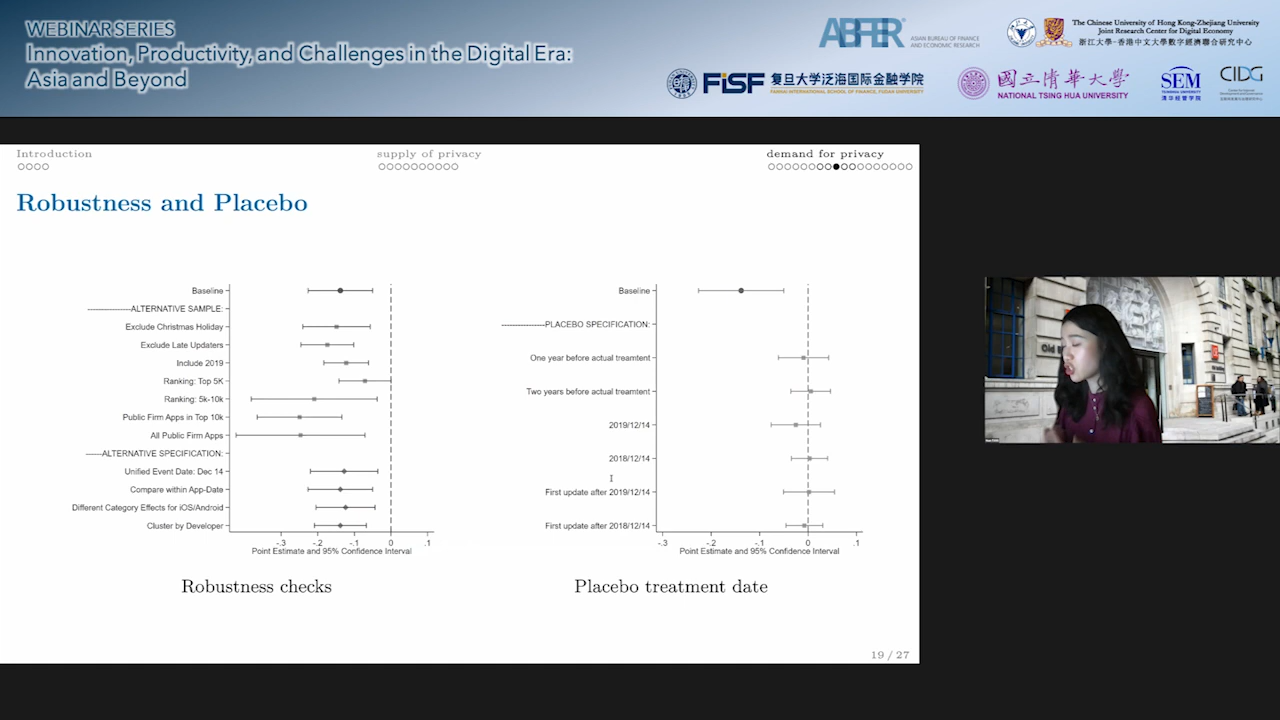 WEBINAR SERIES
Innovation, Productivity, and Challenges in the Digital Era:
Asia and Beyond
ABFER
ASIAN BUREAU OF FINANCE
AND ECONOMIC RESEARCH
The Chinese University of Hong Kong-Zhejiang University
Joint Research Center for Digital Economy
浙江大學-香港中文大學數字經濟聯合研究中心
FISF
复旦大学泛海国际金融学院
FANHAI INTERNATIONAL SCHOOL OF FINANCE, FUDAN UNIVERSITY
國立清華大學
NATIONAL TSING HUA UNIVERSITY
SEM
TSINGHUA UNIVERSITY
清华经管学院
CIDG
Introduction
supply of privacy
demand for privacy
Robustness and Placebo
Baseline
-----------------ALTERNATIVE SAMPLE:
Exclude Christmas Holiday
Exclude Late Updaters
Include 2019
Ranking: Top 5K
Ranking: 5k-10k
Public Firm Apps in Top 10k
All Public Firm Apps
------ALTERNATIVE SPECIFICATION:
Unified Event Date: Dec 14
Compare within App-Date
Different Category Effects for iOS/Android
Cluster by Developer
-.3 -.2 -.1 0 .1
Point Estimate and 95% Confidence Interval
Robustness checks
Baseline
-----------------PLACEBO SPECIFICATION:
One year before actual treamtent
Two years before actual treamtent
2019/12/14
2018/12/14
First update after 2019/12/14
First update after 2018/12/14
-.3 -.2 -.1 0 .1
Point Estimate and 95% Confidence Interval
Placebo treatment date
19 / 27